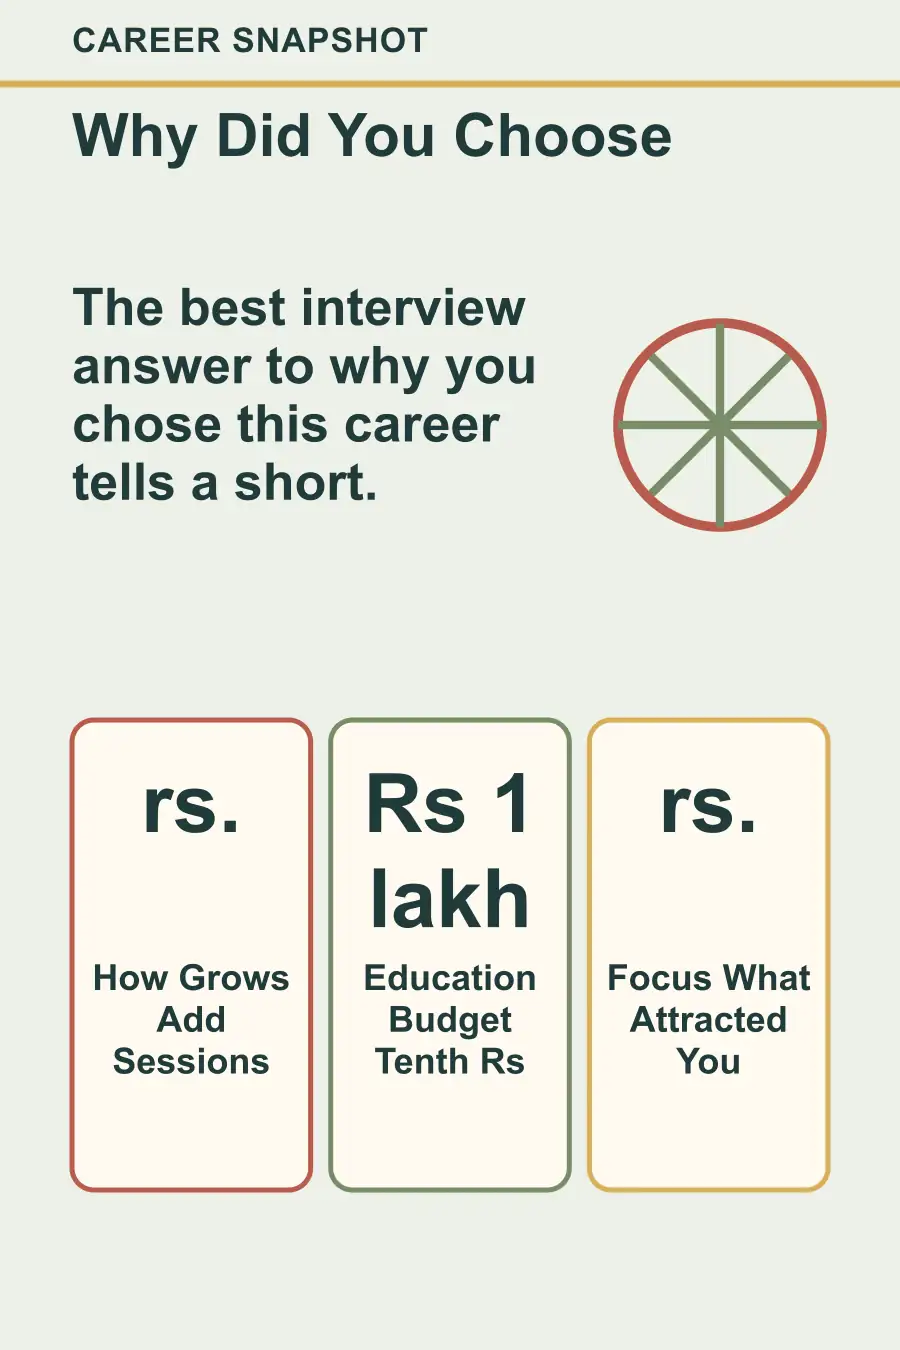 CAREER SNAPSHOT
Why Did You Choose
The best interview
answer to why you
chose this career
tells a short.
rs.
How Grows
Add
Sessions
Rs 1
lakh
Education
Budget
Tenth Rs
rs.
Focus What
Attracted
You